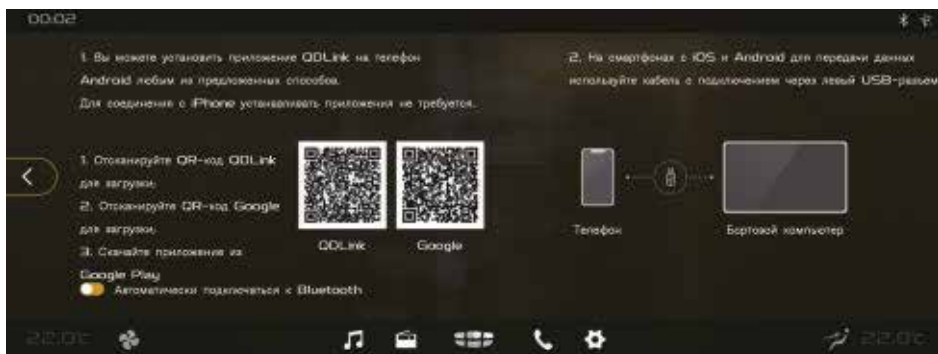 00:02
1. Вы можете установить приложение QDLink на телефон
Android любым из предложенных способов.
Для соединения с iPhone устанавливать приложения не требуется.
2. На смартфонах с iOS и Android для передачи данных
используйте кабель с подключением через левый USB-разъем
1. Отсканируйте QR-код QDLink
для загрузки;
2. Отсканируйте QR-код Google
для загрузки;
3. Скачайте приложение из
Google Play
QDLink
Google
Телефон
Бортовой компьютер
Автоматически подключаться к Bluetooth
22.0℃
22.0℃